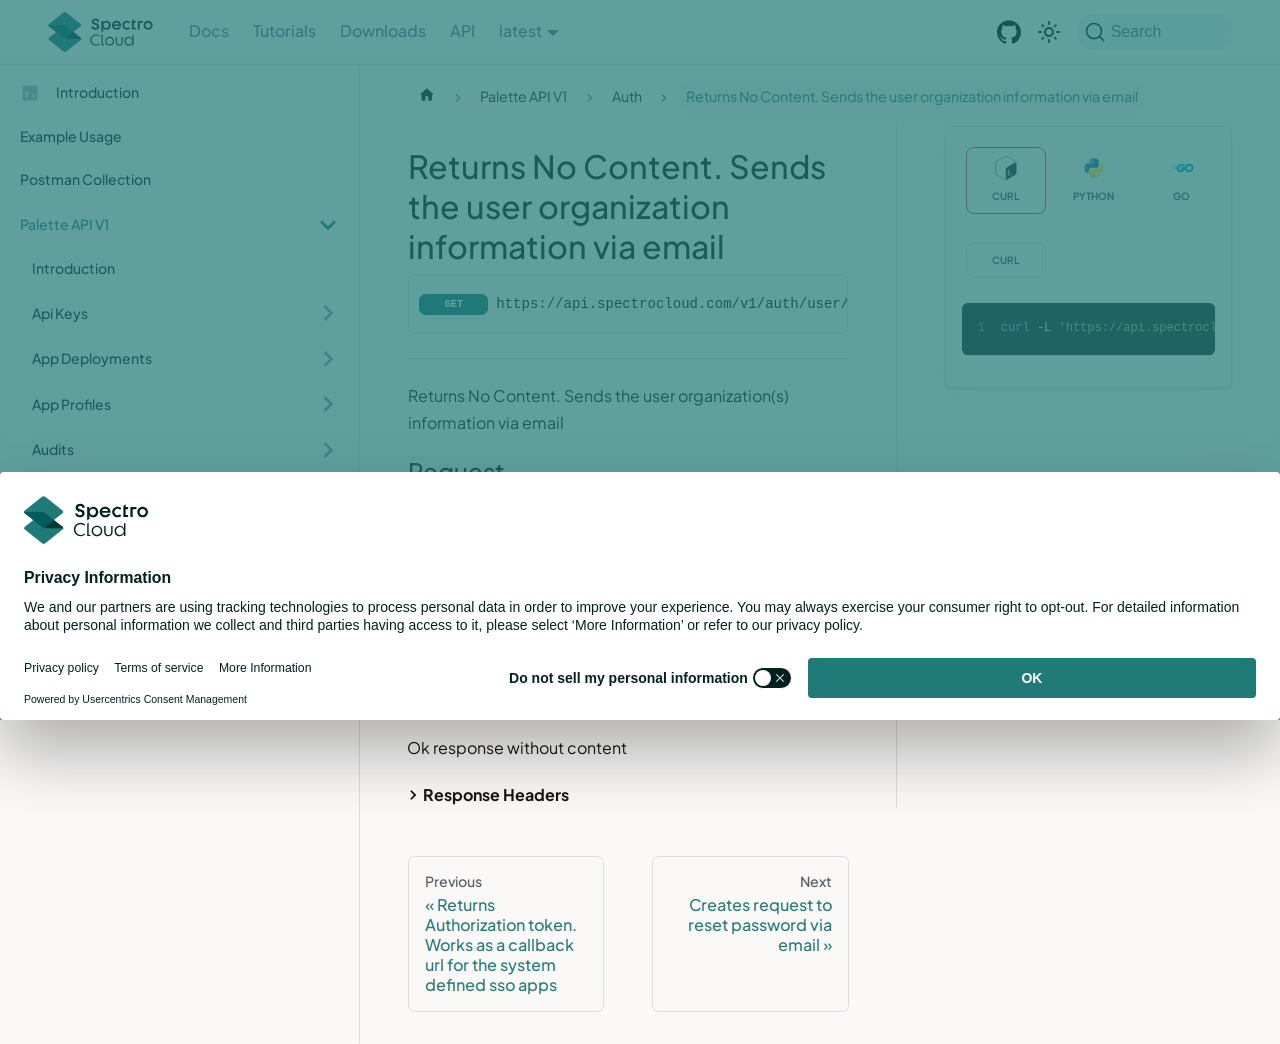 Spectro Cloud
Docs
Tutorials
Downloads
API
latest
Search
Introduction
Example Usage
Postman Collection
Palette API V1
Introduction
Api Keys
App Deployments
App Profiles
Audits
Palette API V1
Auth
Returns No Content. Sends the user organization information via email
Returns No Content. Sends
the user organization
information via email
GET https://api.spectrocloud.com/v1/auth/user/
Returns No Content. Sends the user organization(s)
information via email
Request
CURL
PYTHON
GO
CURL
1 curl -L 'https://api.spectrocl
Spectro
Cloud
Privacy Information
We and our partners are using tracking technologies to process personal data in order to improve your experience. You may always exercise your consumer right to opt-out. For detailed information
about personal information we collect and third parties having access to it, please select ‘More Information’ or refer to our privacy policy.
Privacy policy
Terms of service
More Information
Do not sell my personal information
OK
Powered by Usercentrics Consent Management
Ok response without content
Response Headers
Previous
« Returns
Authorization token.
Works as a callback
url for the system
defined sso apps
Next
Creates request to
reset password via
email »